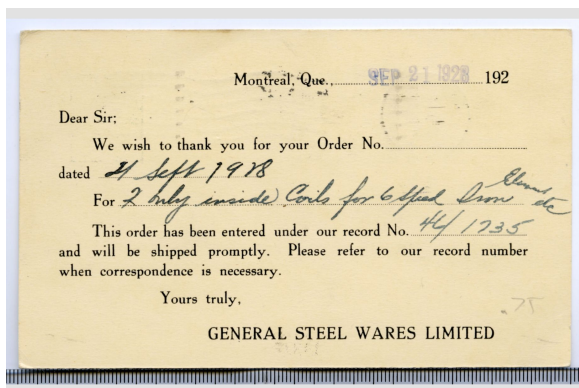 Montreal, Que., SEP 21 1928 192
Dear Sir;
We wish to thank you for your Order No.
dated 21 Sept 1928
For 2 only inside Coils for 6 Speed Iron etc
This order has been entered under our record No. 44/1735
and will be shipped promptly. Please refer to our record number
when correspondence is necessary.
Yours truly,
GENERAL STEEL WARES LIMITED